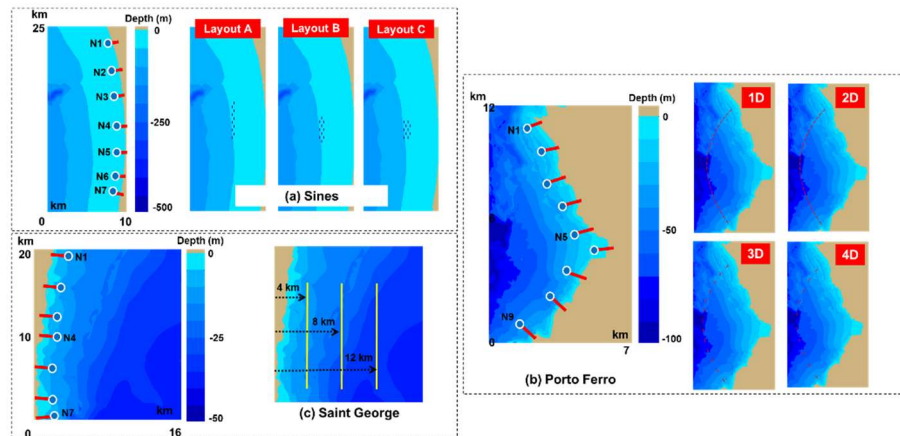 km
25
Depth (m)
0
-250
-500
N1
N2
N3
N4
N5
N6
N7
0
km
10
Layout A
Layout B
Layout C
(a) Sines
km
20
10
0
16
km
N1
N4
N7
Depth (m)
0
-25
-50
4 km
8 km
12 km
(c) Saint George
km
12
0
7
km
N1
N5
N9
Depth (m)
0
-50
-100
1D
2D
3D
4D
(b) Porto Ferro